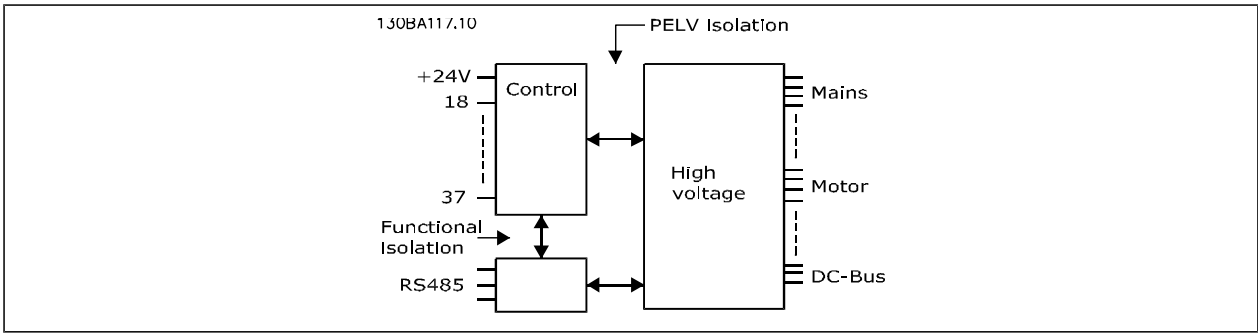 130BA117.10
PELV Isolation
+24V
Control
18
Mains
High
voltage
37
Motor
Functional
Isolation
RS485
DC-Bus